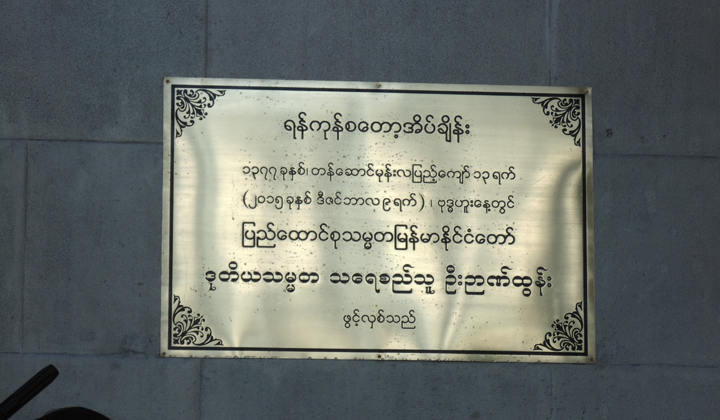 ရန်ကုန်စတော့အိပ်ချိန်း
၁၃၇၇ ခုနှစ်၊ တန်ဆောင်မုန်းလပြည့်ကျော် ၁၃ ရက်
(၂၀၁၅ ခုနှစ် ဒီဇင်ဘာလ ၉ ရက်) ၊ ဗုဒ္ဓဟူးနေ့တွင်
ပြည်ထောင်စုသမ္မတမြန်မာနိုင်ငံတော်
ဒုတိယသမ္မတ သရေစည်သူ ဦးဉာဏ်ထွန်း
ဖွင့်လှစ်သည်